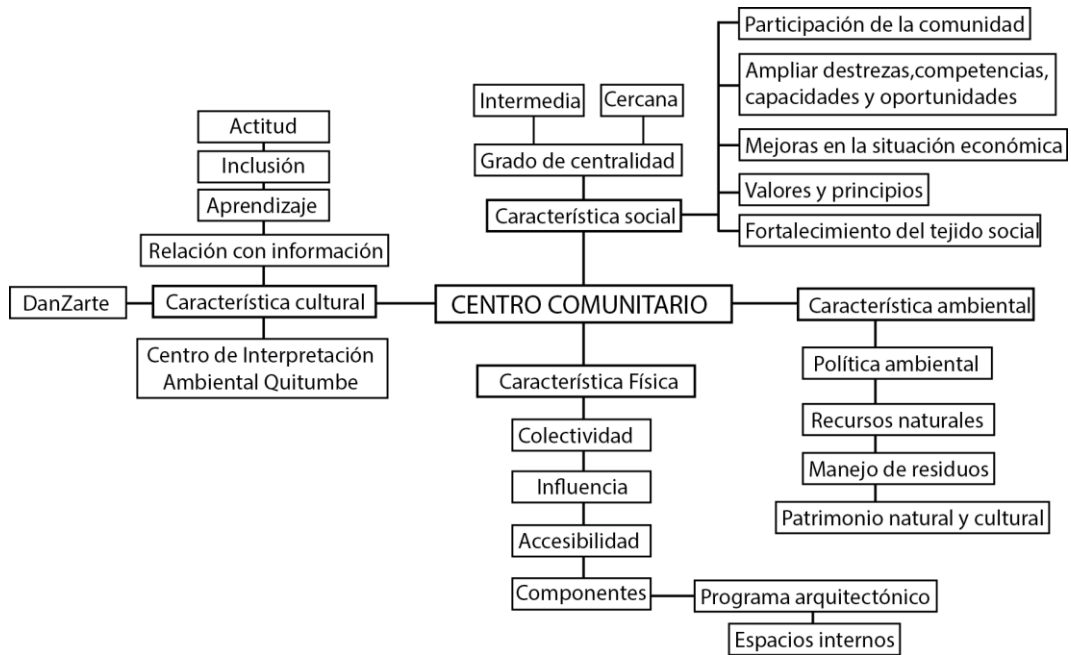 Participación de la comunidad
Ampliar destrezas,competencias,
capacidades y oportunidades
Mejoras en la situación económica
Valores y principios
Fortalecimiento del tejido social
Intermedia
Cercana
Grado de centralidad
Característica social
Actitud
Inclusión
Aprendizaje
Relación con información
DanZarte
Característica cultural
Centro de Interpretación
Ambiental Quitumbe
CENTRO COMUNITARIO
Característica ambiental
Política ambiental
Recursos naturales
Manejo de residuos
Patrimonio natural y cultural
Característica Física
Colectividad
Influencia
Accesibilidad
Componentes
Programa arquitectónico
Espacios internos